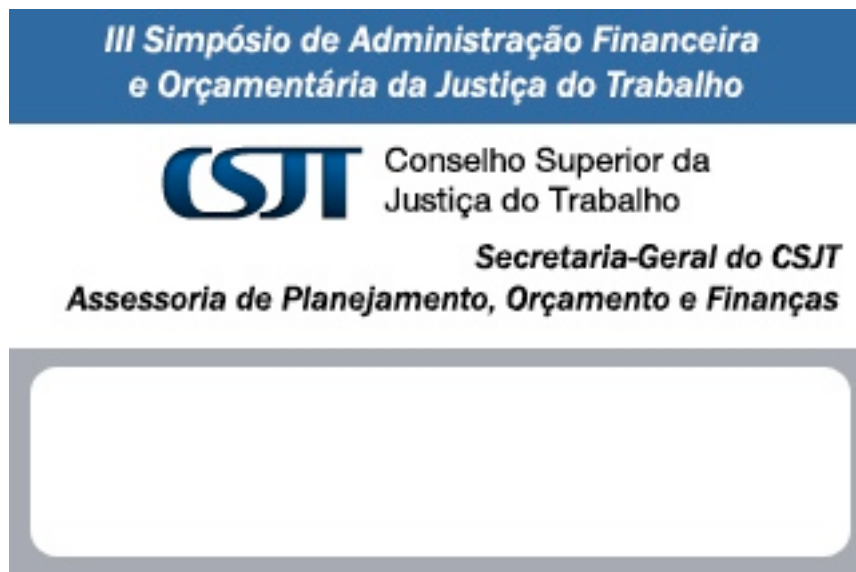 III Simpósio de Administração Financeira
e Orçamentária da Justiça do Trabalho
CSJT
Conselho Superior da
Justiça do Trabalho
Secretaria-Geral do CSJT
Assessoria de Planejamento, Orçamento e Finanças